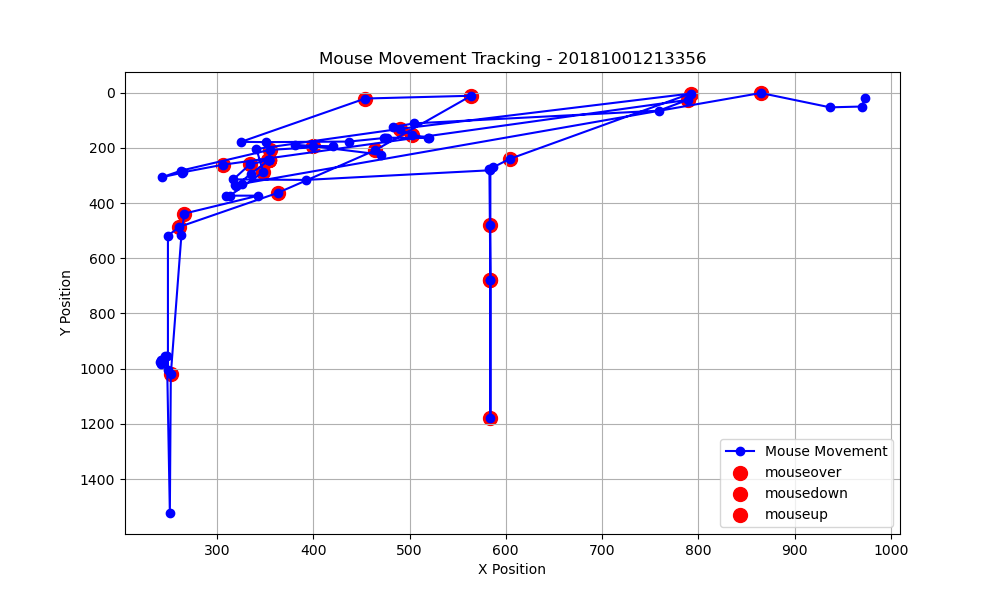 Mouse Movement Tracking - 20181001213356
Y Position
0
200
400
600
800
1000
1200
1400
300
400
500
600
700
800
900
1000
X Position
Mouse Movement
mouseover
mousedown
mouseup